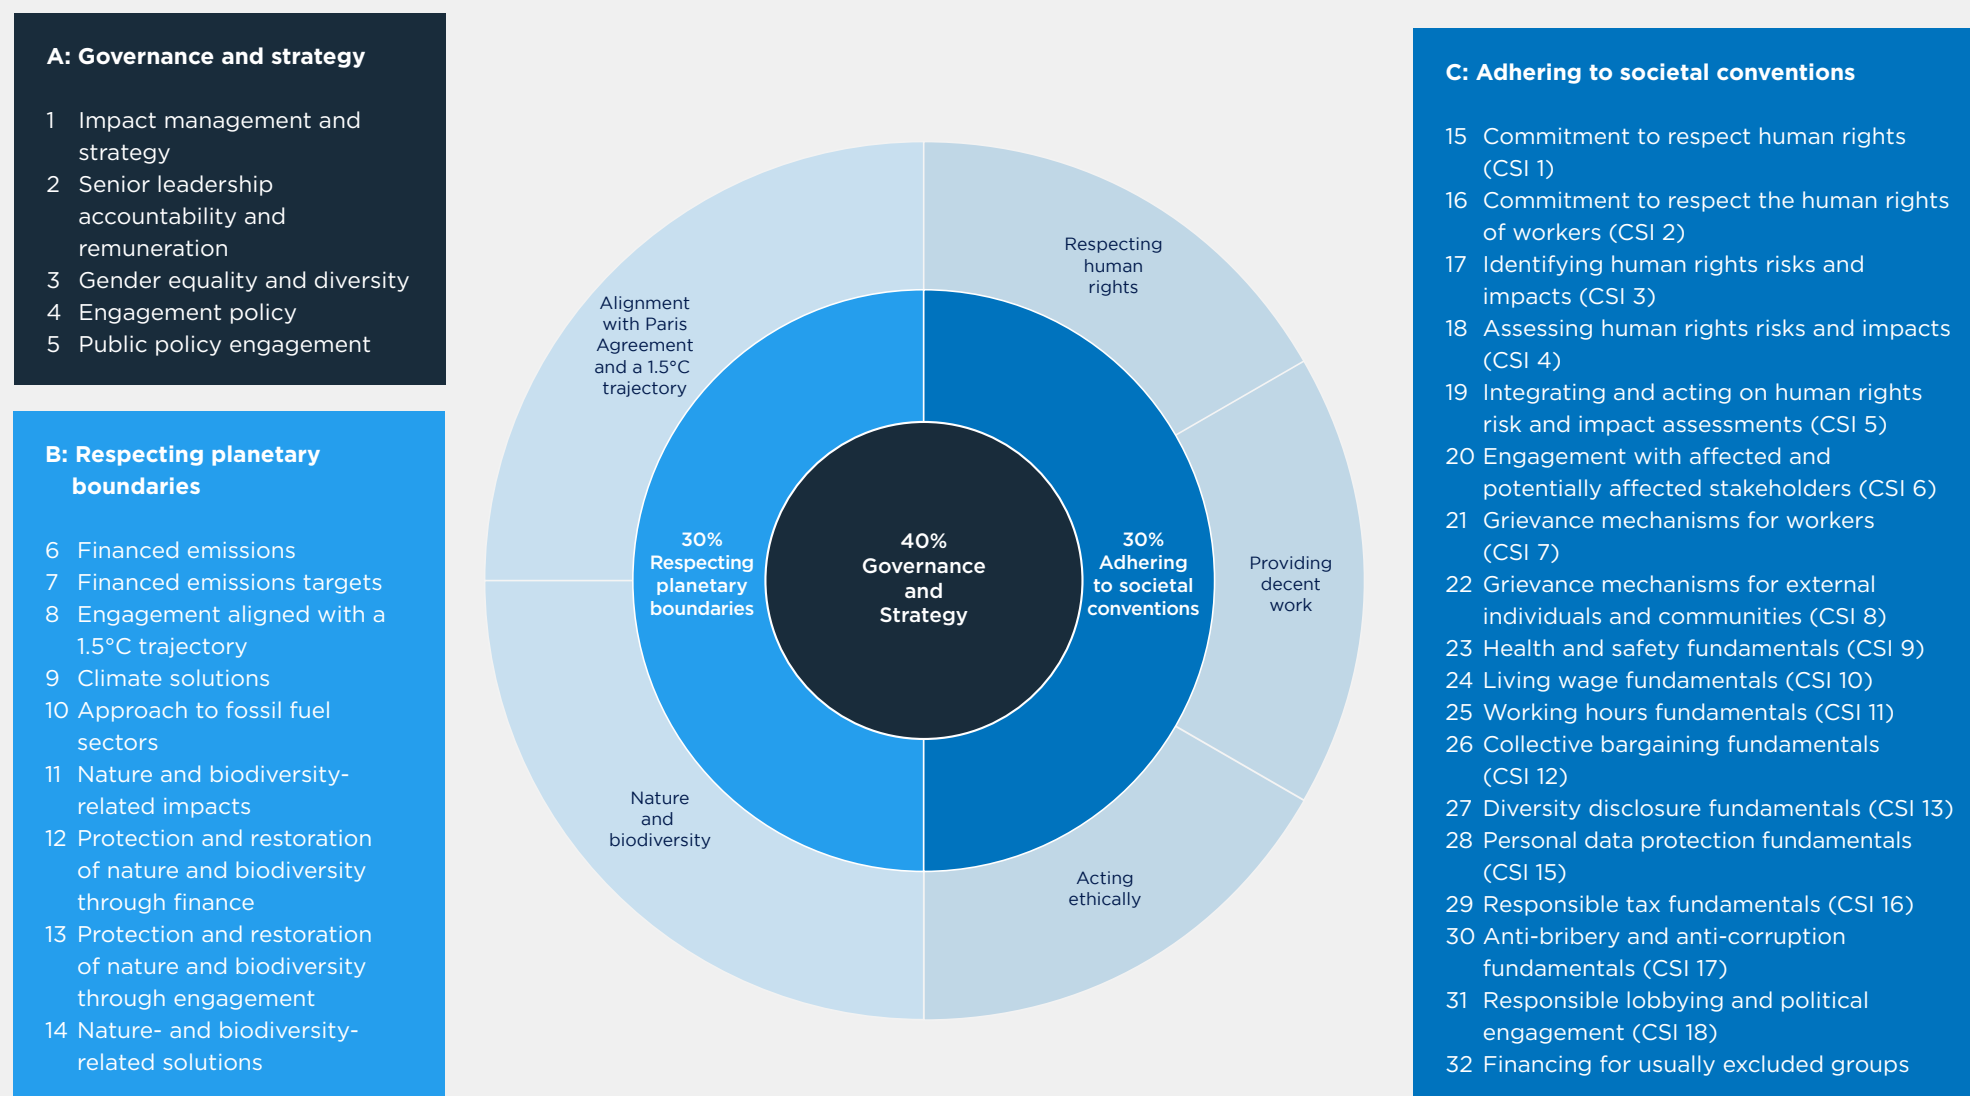 A: Governance and strategy
1 Impact management and
strategy
2 Senior leadership
accountability and
remuneration
3 Gender equality and diversity
4 Engagement policy
5 Public policy engagement
B: Respecting planetary
boundaries
6 Financed emissions
7 Financed emissions targets
8 Engagement aligned with a
1.5°C trajectory
9 Climate solutions
10 Approach to fossil fuel
sectors
11 Nature and biodiversity-
related impacts
12 Protection and restoration
of nature and biodiversity
through finance
13 Protection and restoration
of nature and biodiversity
through engagement
14 Nature- and biodiversity-
related solutions
Alignment
with Paris
Agreement
and a 1.5°C
trajectory
Nature
and
biodiversity
30%
Respecting
planetary
boundaries
40%
Governance
and
Strategy
30%
Adhering
to societal
conventions
Respecting
human
rights
Providing
decent
work
Acting
ethically
C: Adhering to societal conventions
15 Commitment to respect human rights
(CSI 1)
16 Commitment to respect the human rights
of workers (CSI 2)
17 Identifying human rights risks and
impacts (CSI 3)
18 Assessing human rights risks and impacts
(CSI 4)
19 Integrating and acting on human rights
risk and impact assessments (CSI 5)
20 Engagement with affected and
potentially affected stakeholders (CSI 6)
21 Grievance mechanisms for workers
(CSI 7)
22 Grievance mechanisms for external
individuals and communities (CSI 8)
23 Health and safety fundamentals (CSI 9)
24 Living wage fundamentals (CSI 10)
25 Working hours fundamentals (CSI 11)
26 Collective bargaining fundamentals
(CSI 12)
27 Diversity disclosure fundamentals (CSI 13)
28 Personal data protection fundamentals
(CSI 15)
29 Responsible tax fundamentals (CSI 16)
30 Anti-bribery and anti-corruption
fundamentals (CSI 17)
31 Responsible lobbying and political
engagement (CSI 18)
32 Financing for usually excluded groups